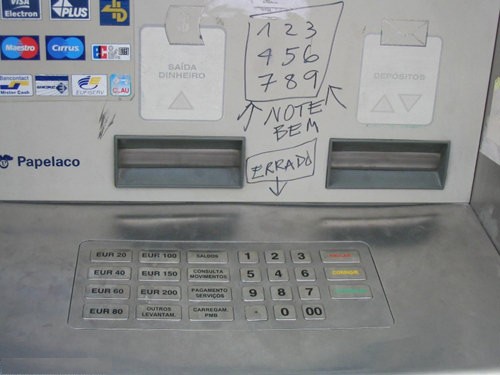 VISA Electron PLUS
Maestro Cirrus
EUFISERV
SAÍDA
DINHEIRO
1 2 3
4 5 6
7 8 9
DEPÓSITOS
NOTE
BEM
ERRADO
Papelaco
EUR 20 EUR 100 SALDOS 1 2 3
EUR 40 EUR 150 CONSULTA MOVIMENTOS 5 4 6 CORRIGIR
EUR 60 EUR 200 PAGAMENTO SERVIÇOS 9 8 7
EUR 80 OUTROS LEVANTAM. CARREGAM. PMB 0 00